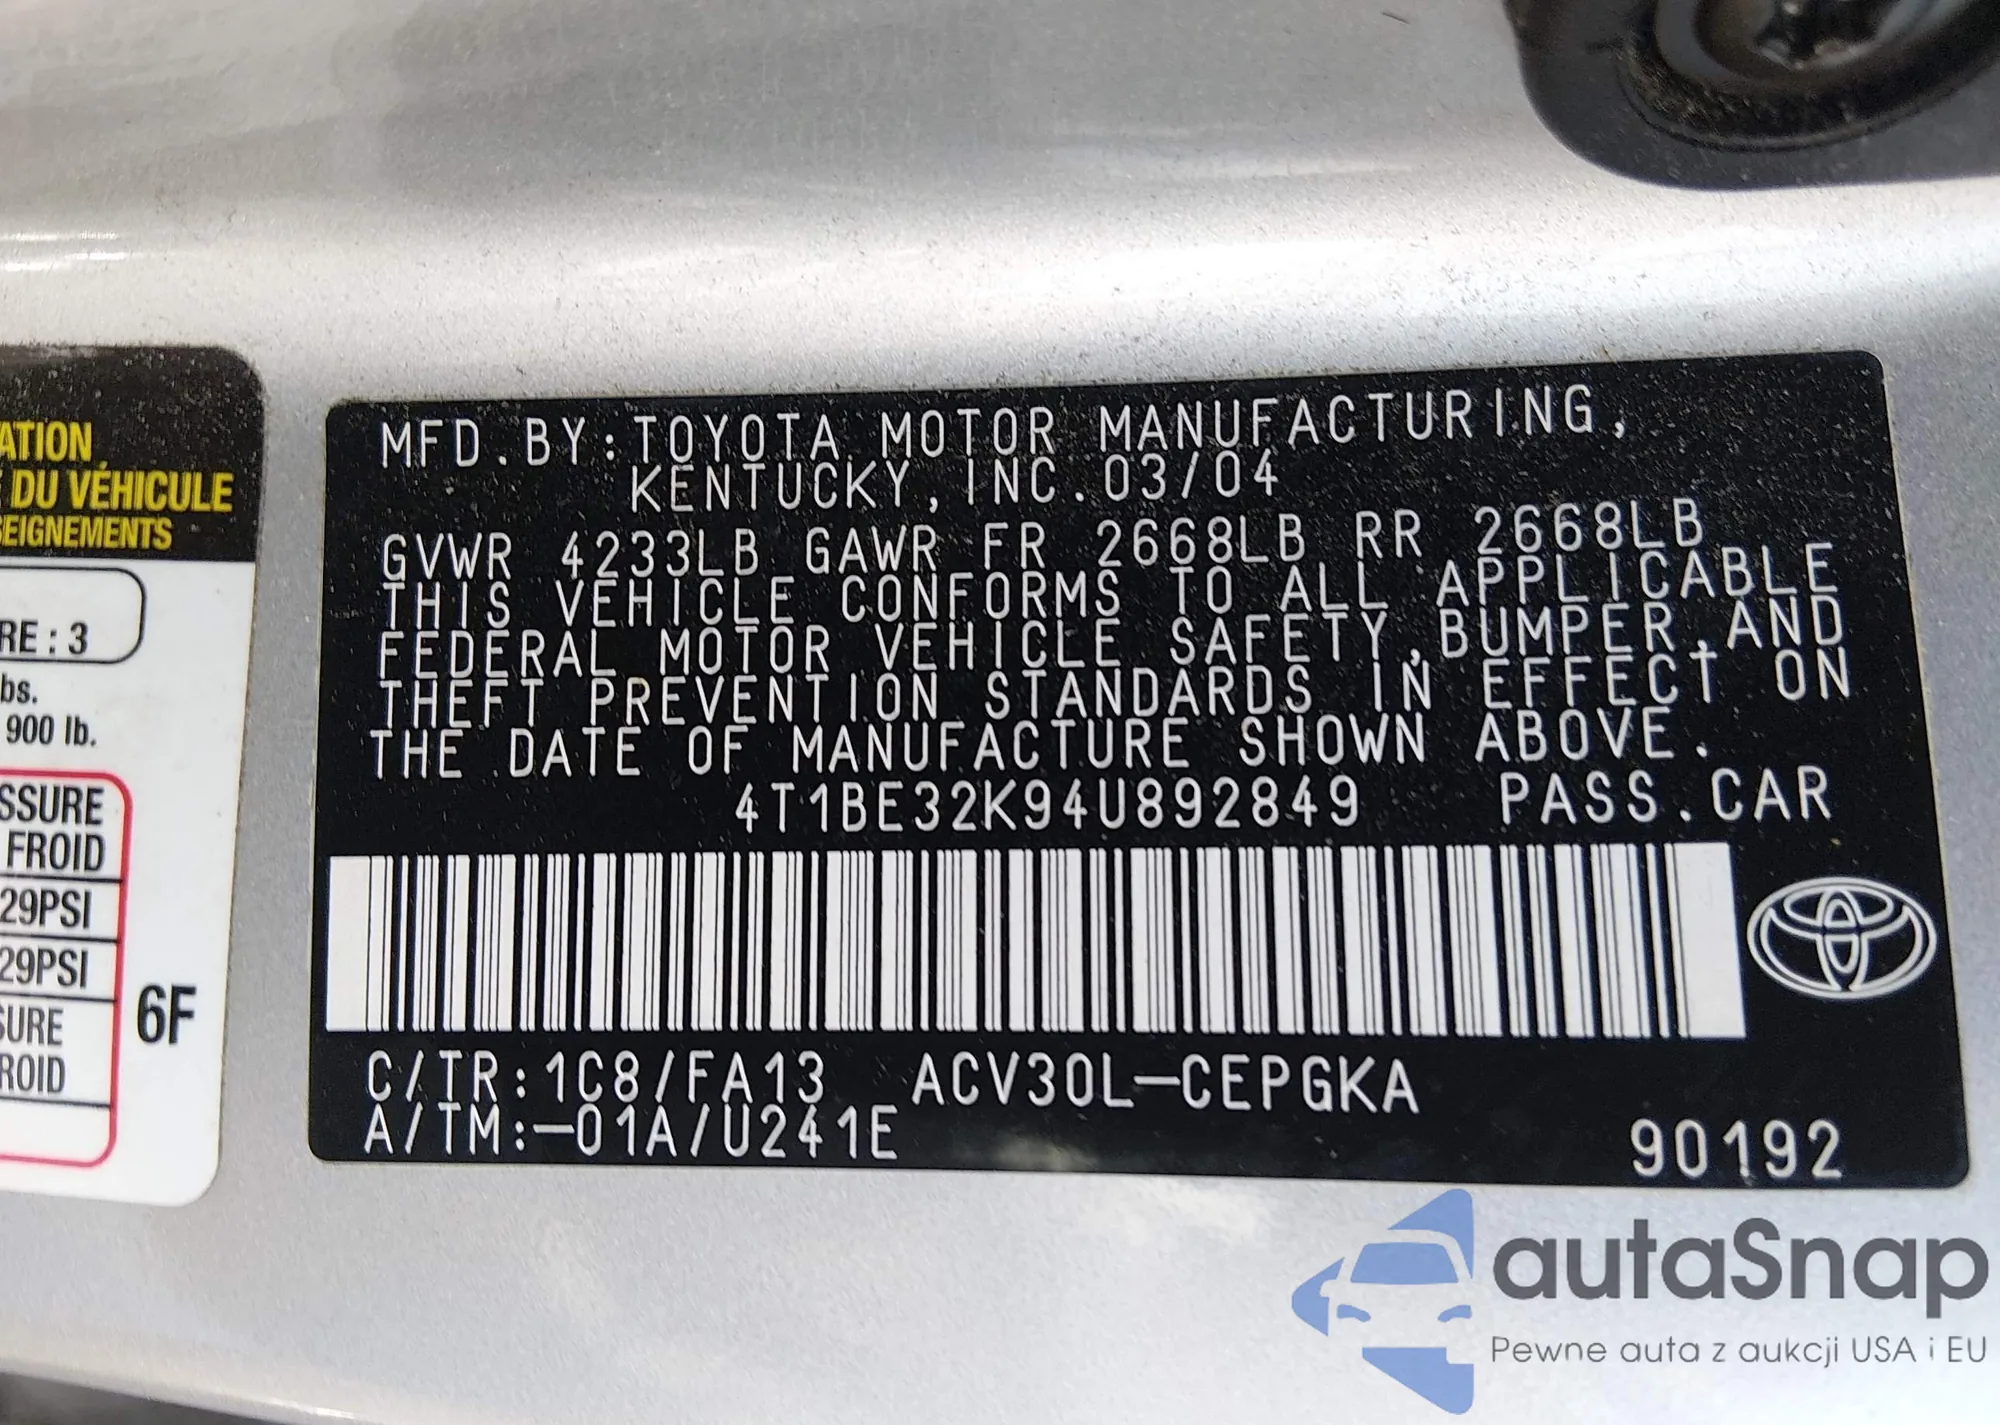 ATION
E DU VÉHICULE
SEIGNEMENTS
RE : 3
bs.
900 lb.
SSURE
FROID
29PSI
29PSI
SURE
ROID
6F
MFD.BY:TOYOTA MOTOR MANUFACTURING,
KENTUCKY,INC.03/04
GVWR 4233LB GAWR FR 2668LB RR 2668LB
THIS VEHICLE CONFORMS TO ALL APPLICABLE
FEDERAL MOTOR VEHICLE SAFETY,BUMPER,AND
THEFT PREVENTION STANDARDS IN EFFECT ON
THE DATE OF MANUFACTURE SHOWN ABOVE.
4T1BE32K94U892849 PASS.CAR
C/TR:1C8/FA13 ACV30L-CEPGKA
A/TM:-01A/U241E
90192
autaSnap
Pewne auta z aukcji USA i EU